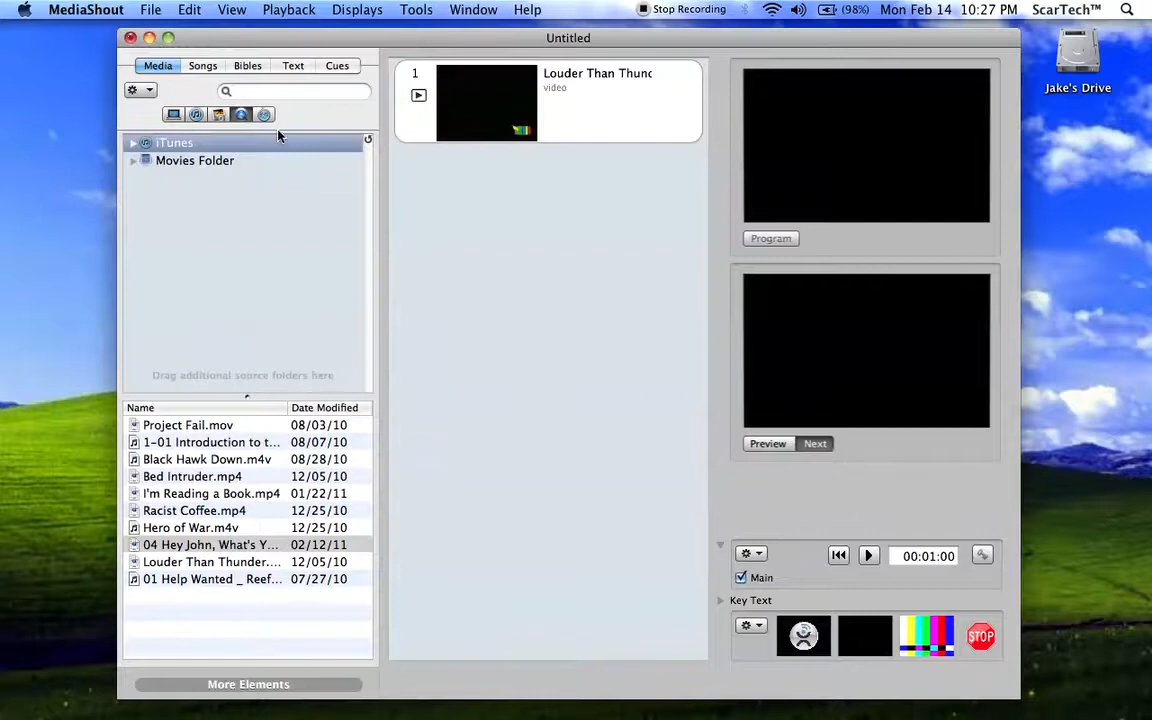 MediaShout File Edit View Playback Displays Tools Window Help Stop Recording (98%) Mon Feb 14 10:27 PM ScarTech™
Untitled
Jake's Drive
Media Songs Bibles Text Cues
iTunes
Movies Folder
Drag additional source folders here
Name Date Modified
Project Fail.mov 08/03/10
1-01 Introduction to t... 08/07/10
Black Hawk Down.m4v 08/28/10
Bed Intruder.mp4 12/05/10
I'm Reading a Book.mp4 01/22/11
Racist Coffee.mp4 12/25/10
Hero of War.m4v 12/25/10
04 Hey John, What's Y... 02/12/11
Louder Than Thunder.... 12/05/10
01 Help Wanted _ Reef... 07/27/10
More Elements
1 Louder Than Thunc
video
Program
Preview Next
00:01:00
Main
Key Text
STOP